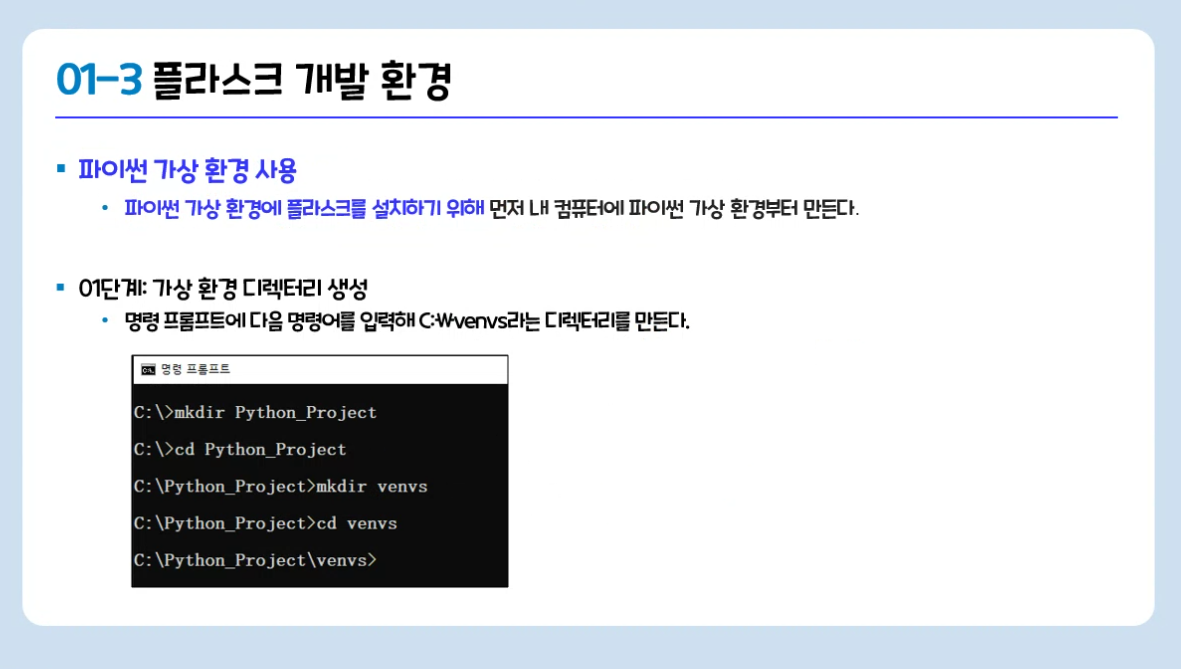 01-3 플라스크 개발 환경
파이썬 가상 환경 사용
파이썬 가상 환경에 플라스크를 설치하기 위해 먼저 내 컴퓨터에 파이썬 가상 환경부터 만든다.
01단계: 가상 환경 디렉터리 생성
명령 프롬프트에 다음 명령어를 입력해 C:₩venvs라는 디렉터리를 만든다.
명령 프롬프트
C:\>mkdir Python_Project
C:\>cd Python_Project
C:\Python_Project>mkdir venvs
C:\Python_Project>cd venvs
C:\Python_Project\venvs>